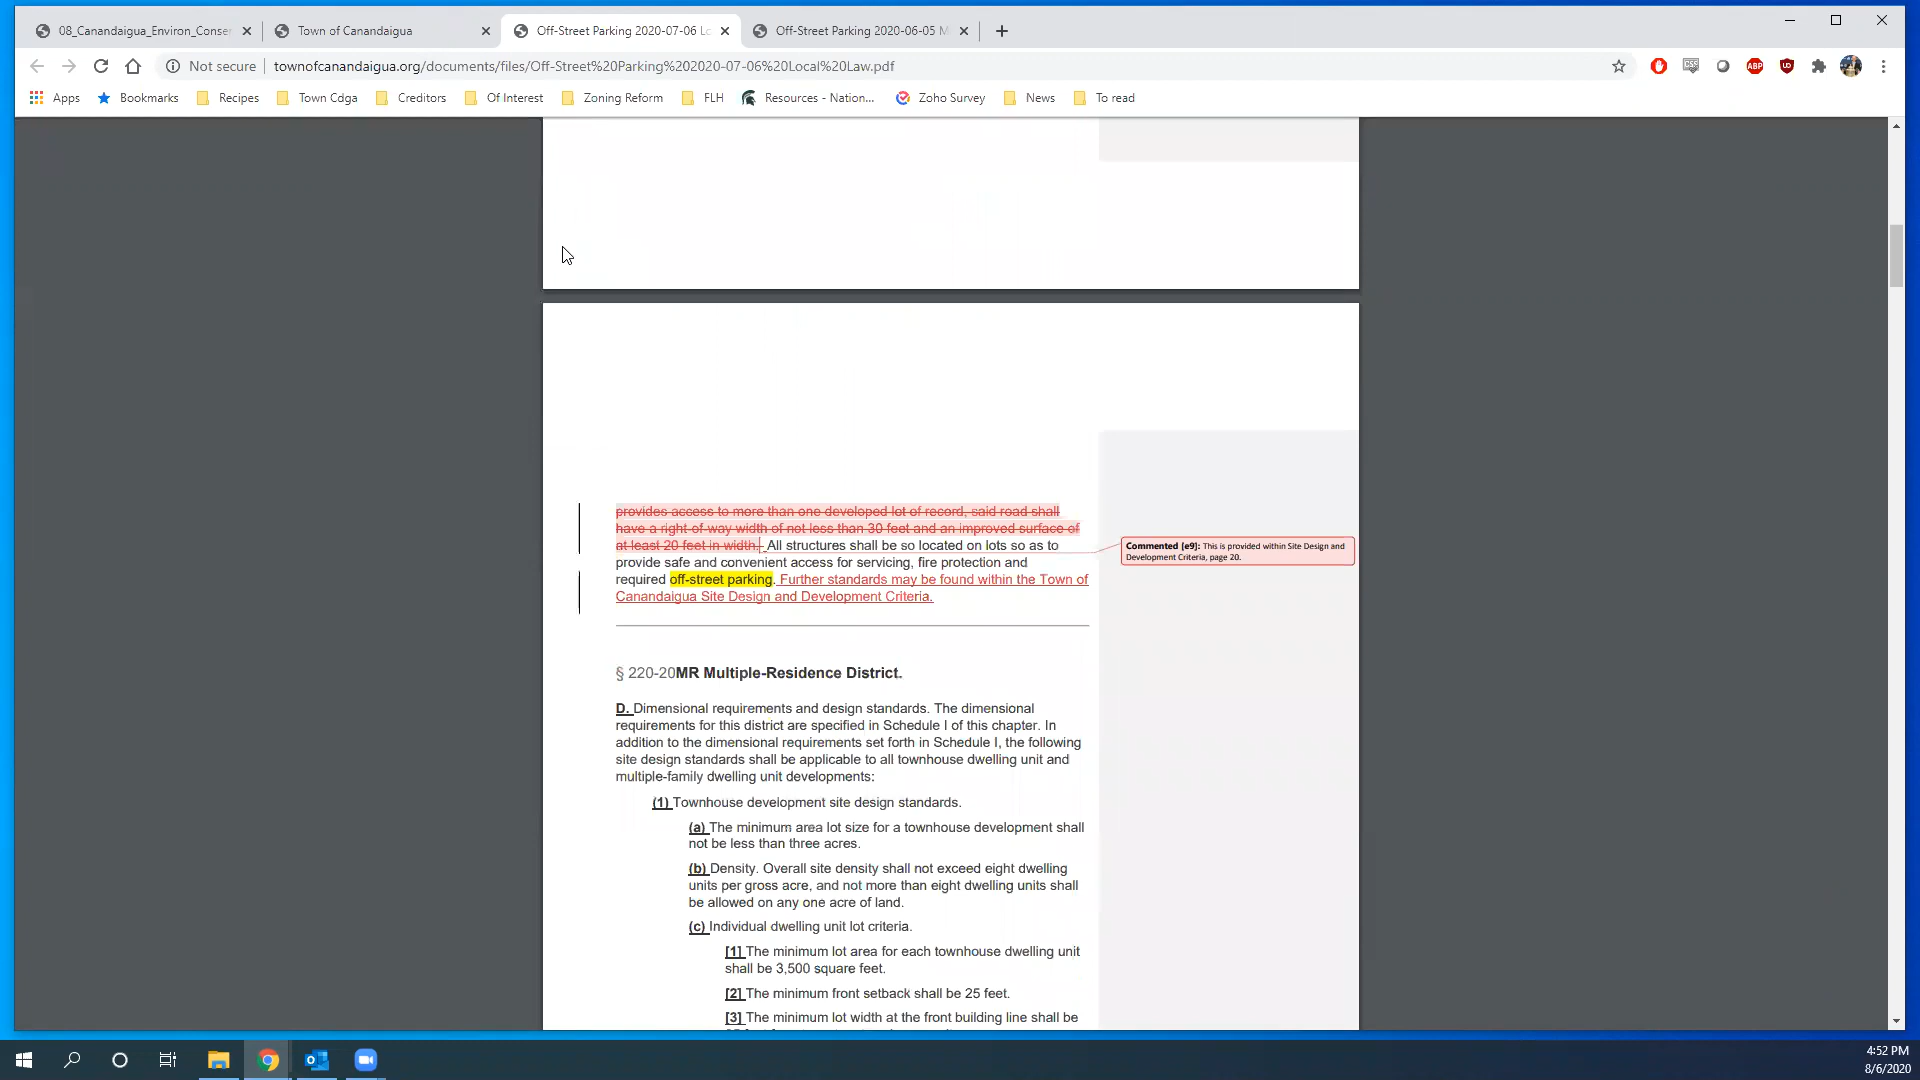 08_Canandaigua_Environ_Conser
Town of Canandaigua
Off-Street Parking 2020-07-06 Lo
Off-Street Parking 2020-06-05 M
Not secure
townofcanandaigua.org/documents/files/Off-Street%20Parking%202020-07-06%20Local%20Law.pdf
Apps
Bookmarks
Recipes
Town Cdga
Creditors
Of Interest
Zoning Reform
FLH
Resources - Nation...
Zoho Survey
News
To read
provides access to more than one developed lot of record, said road shall
have a right-of-way width of not less than 30 feet and an improved surface of
at least 20 feet in width. All structures shall be so located on lots so as to
provide safe and convenient access for servicing, fire protection and
required off-street parking. Further standards may be found within the Town of
Canandaigua Site Design and Development Criteria.
Commented [e9]: This is provided within Site Design and
Development Criteria, page 20.
§ 220-20MR Multiple-Residence District.
D. Dimensional requirements and design standards. The dimensional
requirements for this district are specified in Schedule I of this chapter. In
addition to the dimensional requirements set forth in Schedule I, the following
site design standards shall be applicable to all townhouse dwelling unit and
multiple-family dwelling unit developments:
(1) Townhouse development site design standards.
(a) The minimum area lot size for a townhouse development shall
not be less than three acres.
(b) Density. Overall site density shall not exceed eight dwelling
units per gross acre, and not more than eight dwelling units shall
be allowed on any one acre of land.
(c) Individual dwelling unit lot criteria.
[1] The minimum lot area for each townhouse dwelling unit
shall be 3,500 square feet.
[2] The minimum front setback shall be 25 feet.
[3] The minimum lot width at the front building line shall be
4:52 PM
8/6/2020